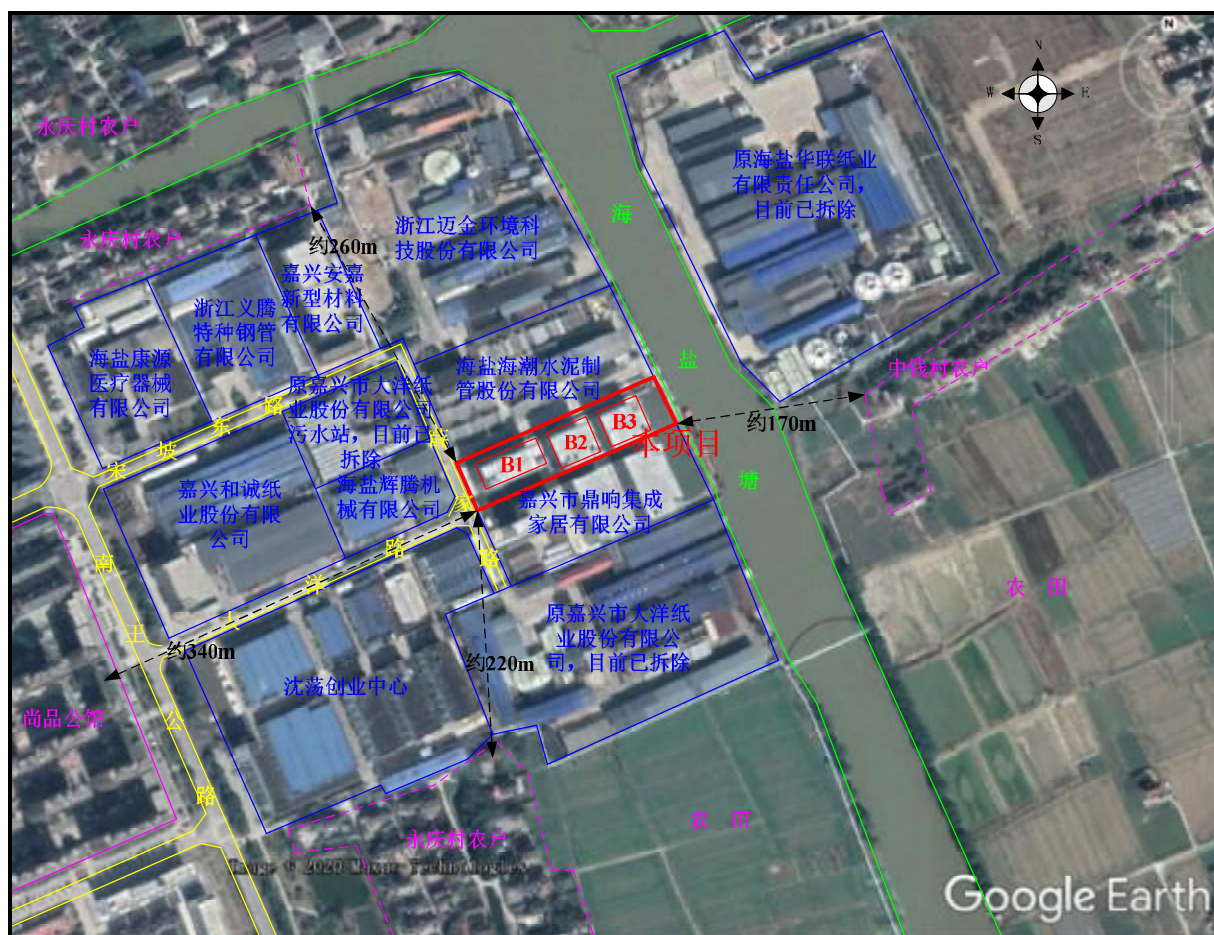 N
N
W
E
S
永庆村农户
永庆村农户
约260m
浙江迈金环境科
技股份有限公司
原海盐华联纸业
有限责任公司，
目前已拆除
海
盐
塘
嘉兴安嘉
新型材料
有限公司
浙江义腾
特种钢管
有限公司
海盐康源
医疗器械
有限公司
海盐海潮水泥制
管股份有限公司
原嘉兴市大洋纸
业股份有限公司
污水站，目前已
拆除
中钱村农户
约170m
B1
B2
B3
本项目
宋
坡
东
路
家
路
海盐辉腾机
械有限公司
嘉兴和诚纸
业股份有限
公司
嘉兴市鼎响集成
家居有限公司
大
洋
路
南
王
公
路
约340m
约220m
原嘉兴市大洋纸
业股份有限公
司，目前已拆除
沈荡创业中心
尚品公馆
永庆村农户
农 田
农 田
Image © 2020 Maxar Technologies
Google Earth